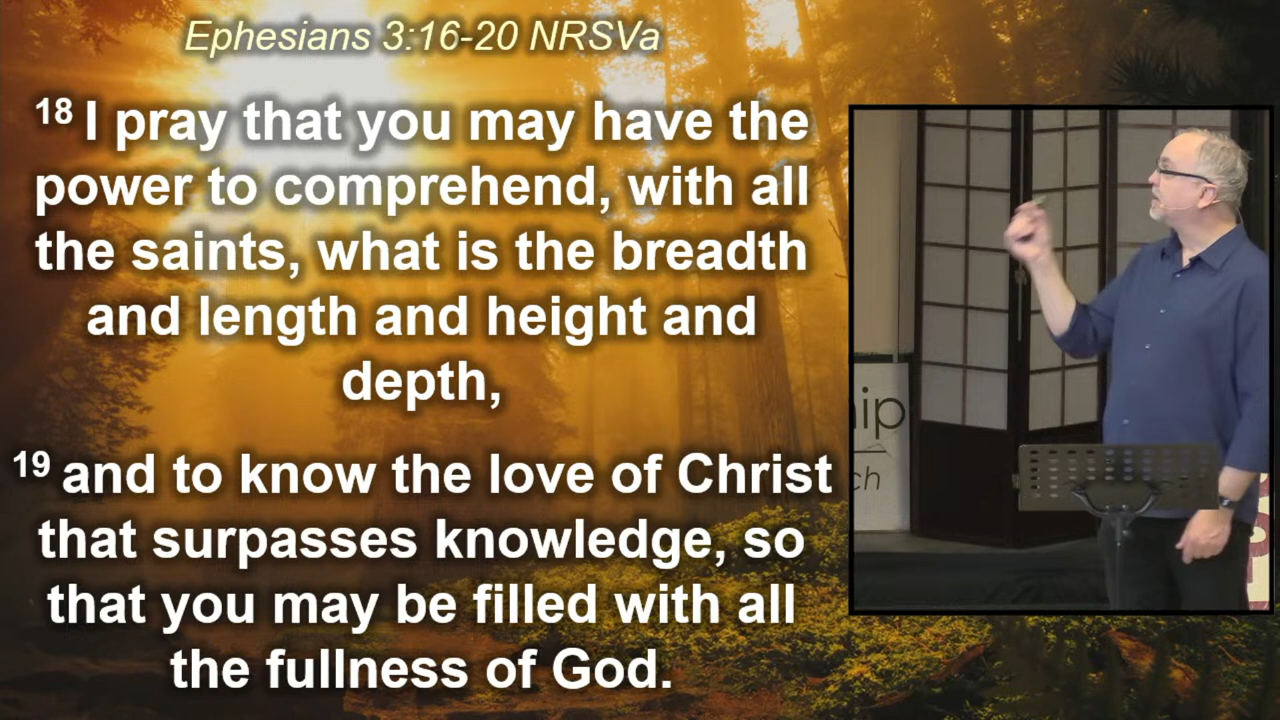 Ephesians 3:16-20 NRSVa
18 I pray that you may have the
power to comprehend, with all
the saints, what is the breadth
and length and height and
depth,
19 and to know the love of Christ
that surpasses knowledge, so
that you may be filled with all
the fullness of God.
ip
ch